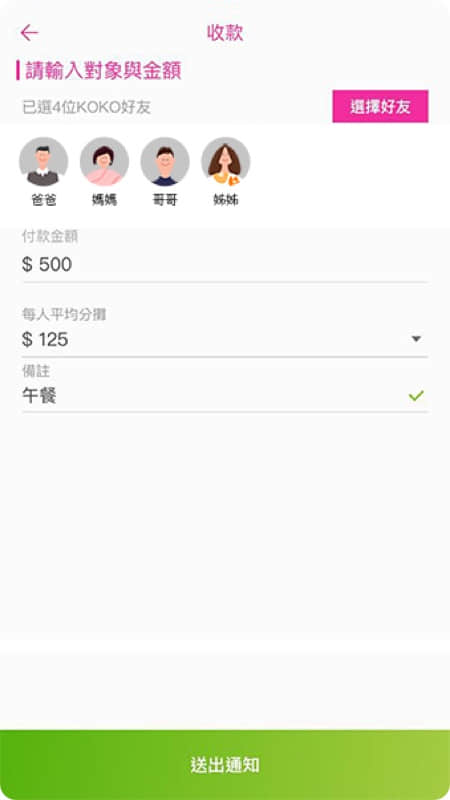 收款
請輸入對象與金額
已選4位KOKO好友
選擇好友
爸爸 媽媽 哥哥 姊姊
付款金額
$ 500
每人平均分攤
$ 125
備註
午餐
送出通知